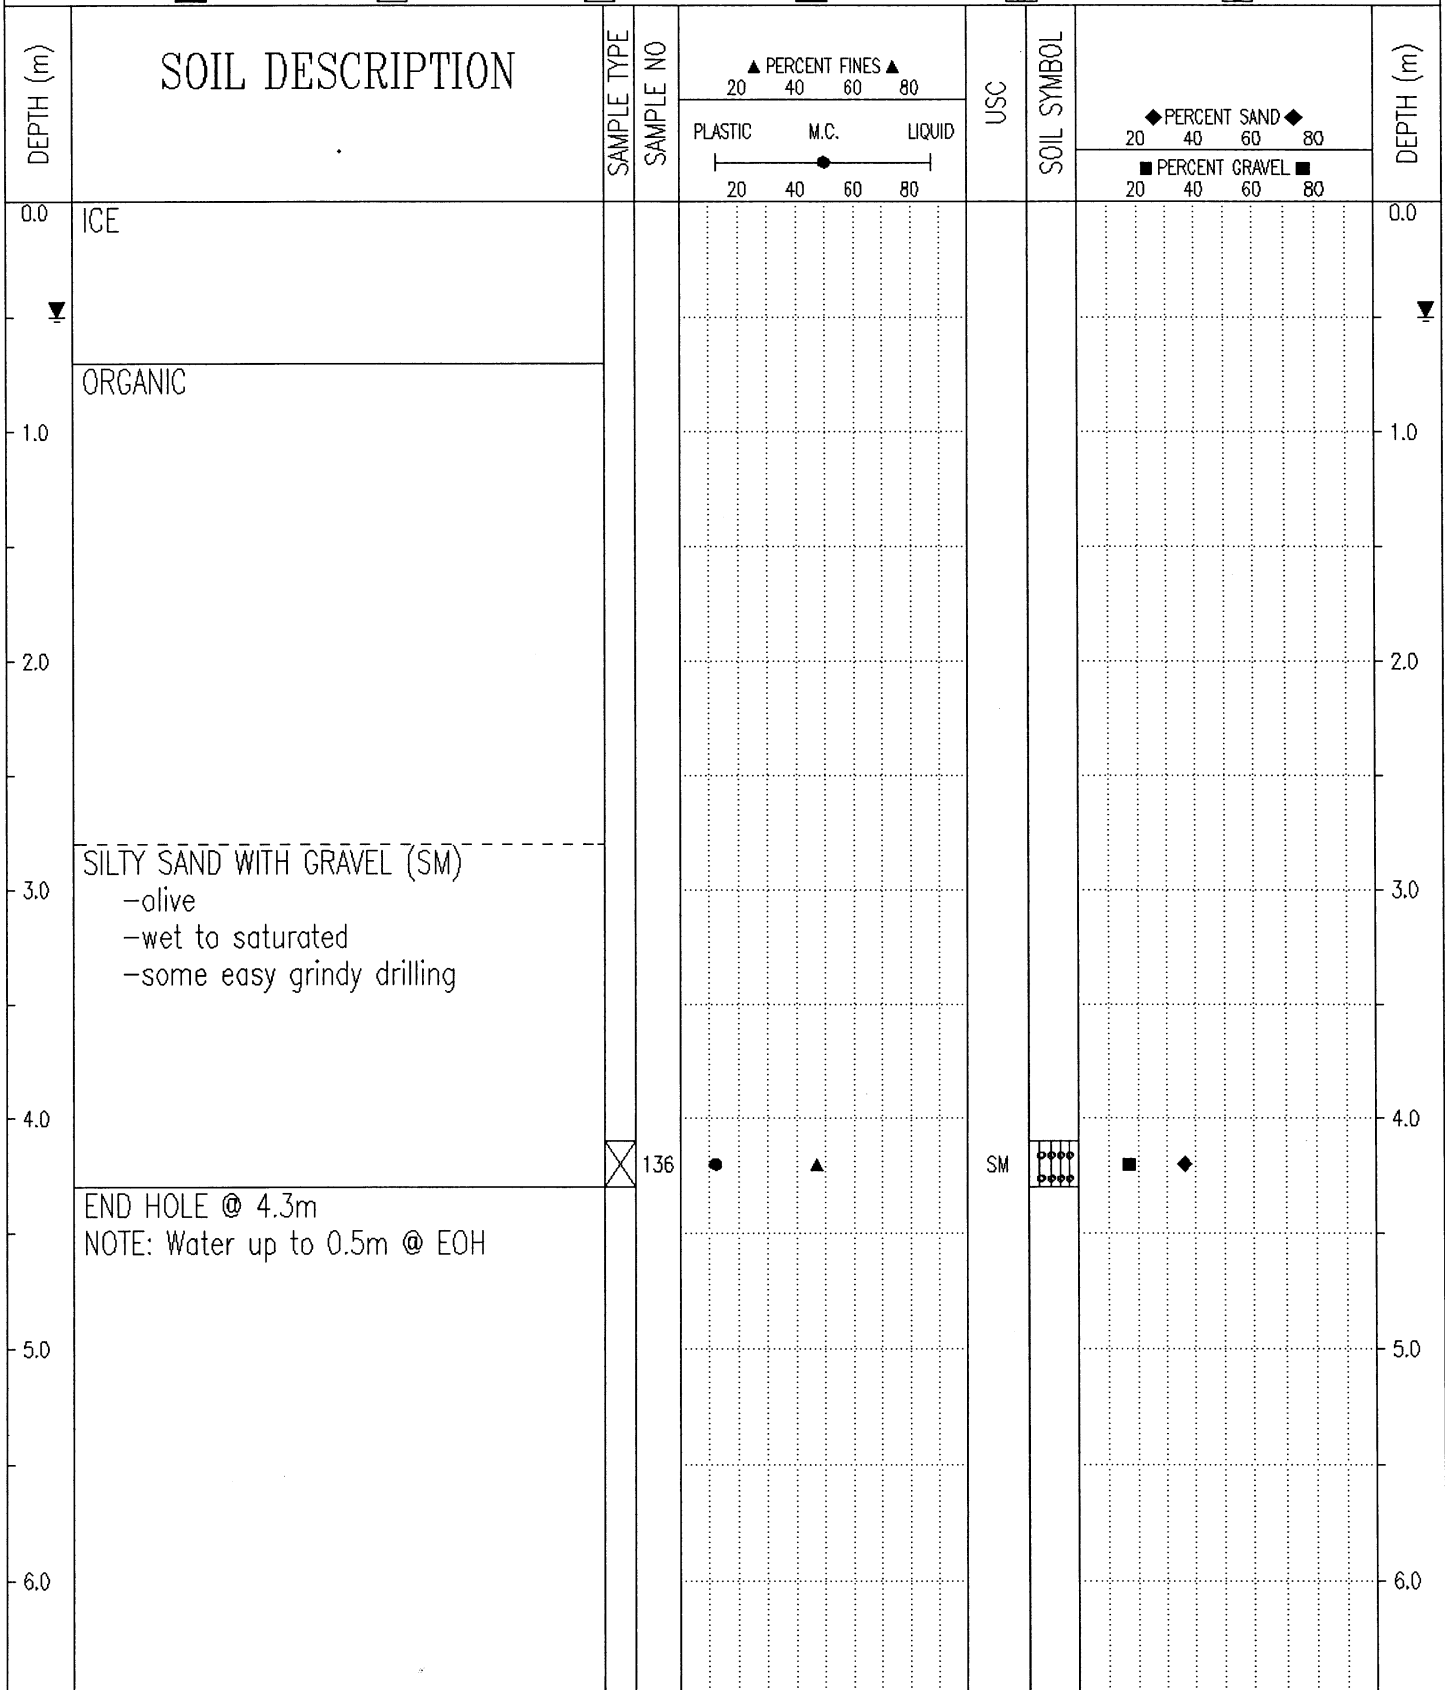 DEPTH (m)
SOIL DESCRIPTION
SAMPLE TYPE
SAMPLE NO
▲ PERCENT FINES ▲
20 40 60 80
PLASTIC M.C. LIQUID
20 40 60 80
USC
SOIL SYMBOL
◆ PERCENT SAND ◆
20 40 60 80
■ PERCENT GRAVEL ■
20 40 60 80
DEPTH (m)
0.0 ICE 0.0
ORGANIC
1.0 1.0
2.0 2.0
SILTY SAND WITH GRAVEL (SM)
3.0 3.0
-olive
-wet to saturated
-some easy grindy drilling
4.0 4.0
136 SM
END HOLE @ 4.3m
NOTE: Water up to 0.5m @ EOH
5.0 5.0
6.0 6.0